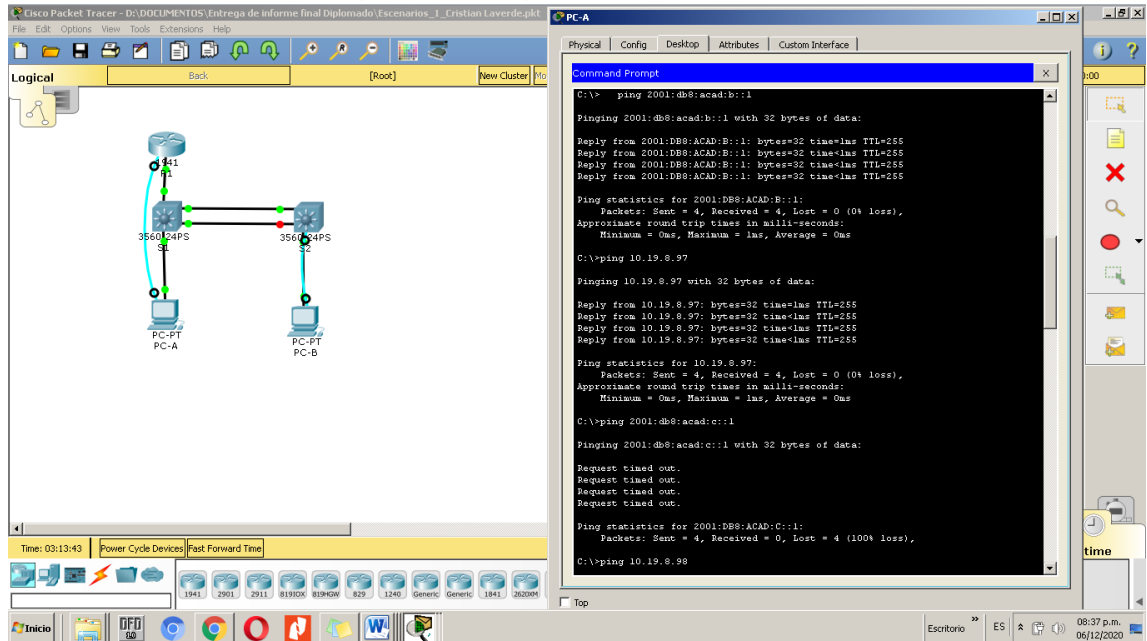 Cisco Packet Tracer - D:\DOCUMENTOS\Entrega de informe final Diplomado\Escenarios_1_Cristian Laverde.pkt
File Edit Options View Tools Extensions Help
Logical
Back
[Root]
New Cluster
1941
R1
3560-24PS
S1
3560-24PS
S2
PC-PT
PC-A
PC-PT
PC-B
Time: 03:13:43
Power Cycle Devices
Fast Forward Time
1941
2901
2911
819IOX
819HGW
829
1240
Generic
Generic
1841
2620XM
PC-A
Physical
Config
Desktop
Attributes
Custom Interface
Command Prompt
X
C:\> ping 2001:db8:acad:b::1
Pinging 2001:db8:acad:b::1 with 32 bytes of data:
Reply from 2001:DB8:ACAD:B::1: bytes=32 time=1ms TTL=255
Reply from 2001:DB8:ACAD:B::1: bytes=32 time<1ms TTL=255
Reply from 2001:DB8:ACAD:B::1: bytes=32 time<1ms TTL=255
Reply from 2001:DB8:ACAD:B::1: bytes=32 time<1ms TTL=255
Ping statistics for 2001:DB8:ACAD:B::1:
Packets: Sent = 4, Received = 4, Lost = 0 (0% loss),
Approximate round trip times in milli-seconds:
Minimum = 0ms, Maximum = 1ms, Average = 0ms
C:\>ping 10.19.8.97
Pinging 10.19.8.97 with 32 bytes of data:
Reply from 10.19.8.97: bytes=32 time=1ms TTL=255
Reply from 10.19.8.97: bytes=32 time<1ms TTL=255
Reply from 10.19.8.97: bytes=32 time<1ms TTL=255
Reply from 10.19.8.97: bytes=32 time<1ms TTL=255
Ping statistics for 10.19.8.97:
Packets: Sent = 4, Received = 4, Lost = 0 (0% loss),
Approximate round trip times in milli-seconds:
Minimum = 0ms, Maximum = 1ms, Average = 0ms
C:\>ping 2001:db8:acad:c::1
Pinging 2001:db8:acad:c::1 with 32 bytes of data:
Request timed out.
Request timed out.
Request timed out.
Request timed out.
Ping statistics for 2001:DB8:ACAD:C::1:
Packets: Sent = 4, Received = 0, Lost = 4 (100% loss),
C:\>ping 10.19.8.98
Top
time
Inicio
Escritorio
ES
08:37 p.m.
06/12/2020